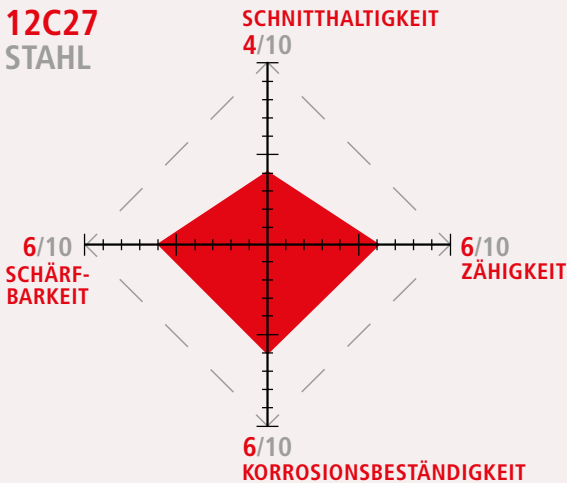 12C27
STAHL
SCHNITTHALTIGKEIT
4/10
6/10
SCHÄRF-
BARKEIT
6/10
ZÄHIGKEIT
6/10
KORROSIONSBESTÄNDIGKEIT